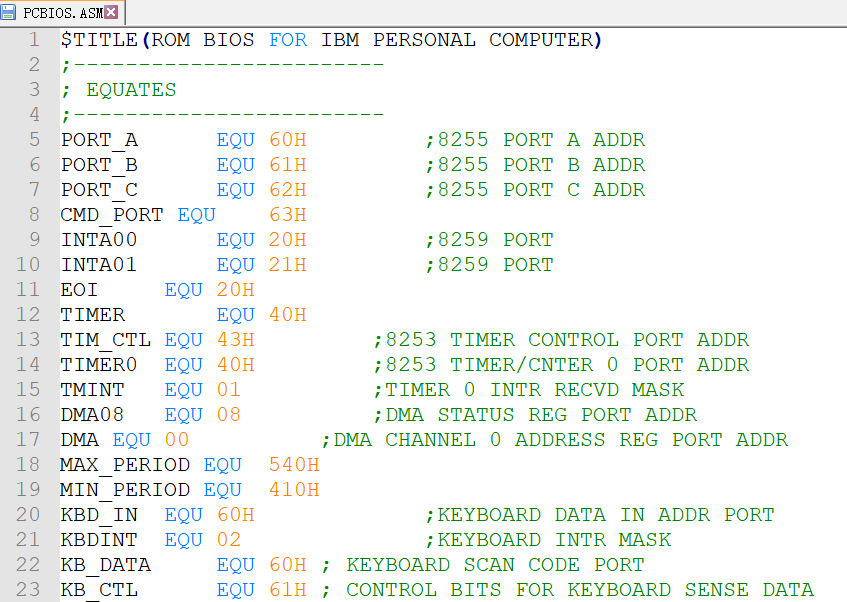 PCBIOS.ASM
1 $TITLE(ROM BIOS FOR IBM PERSONAL COMPUTER)
2 ;------------------------
3 ; EQUATES
4 ;------------------------
5 PORT_A EQU 60H ;8255 PORT A ADDR
6 PORT_B EQU 61H ;8255 PORT B ADDR
7 PORT_C EQU 62H ;8255 PORT C ADDR
8 CMD_PORT EQU 63H
9 INTA00 EQU 20H ;8259 PORT
10 INTA01 EQU 21H ;8259 PORT
11 EOI EQU 20H
12 TIMER EQU 40H
13 TIM_CTL EQU 43H ;8253 TIMER CONTROL PORT ADDR
14 TIMER0 EQU 40H ;8253 TIMER/CNTER 0 PORT ADDR
15 TMINT EQU 01 ;TIMER 0 INTR RECVD MASK
16 DMA08 EQU 08 ;DMA STATUS REG PORT ADDR
17 DMA EQU 00 ;DMA CHANNEL 0 ADDRESS REG PORT ADDR
18 MAX_PERIOD EQU 540H
19 MIN_PERIOD EQU 410H
20 KBD_IN EQU 60H ;KEYBOARD DATA IN ADDR PORT
21 KBDINT EQU 02 ;KEYBOARD INTR MASK
22 KB_DATA EQU 60H ; KEYBOARD SCAN CODE PORT
23 KB_CTL EQU 61H ; CONTROL BITS FOR KEYBOARD SENSE DATA